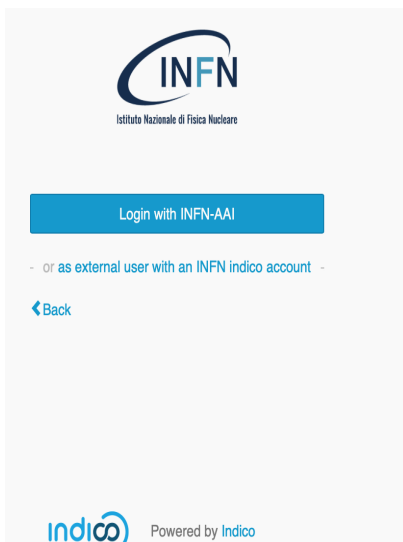 INFN
Istituto Nazionale di Fisica Nucleare
Login with INFN-AAI
- or as external user with an INFN indico account -
Back
indico Powered by Indico